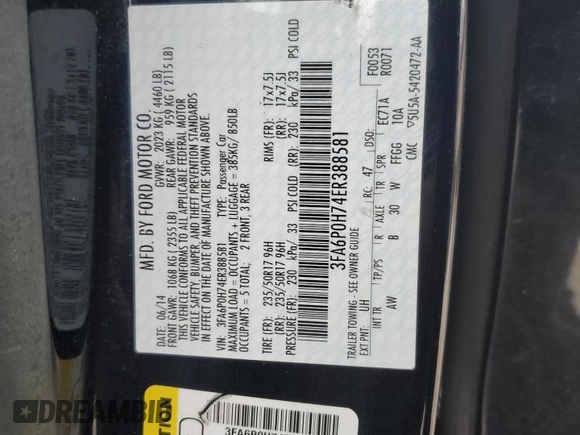 MFD. BY FORD MOTOR CO.
DATE: 06/14 GVWR: 2023 KG ( 4460 LB)
FRONT GAWR: 1068 KG ( 2355 LB) REAR GAWR: 959 KG ( 2115 LB)
THIS VEHICLE CONFORMS TO ALL APPLICABLE FEDERAL MOTOR
VEHICLE SAFETY, BUMPER, AND THEFT PREVENTION STANDARDS
IN EFFECT ON THE DATE OF MANUFACTURE SHOWN ABOVE.
VIN: 3FA6P0H74ER388581 TYPE: Passenger Car
MAXIMUM LOAD = OCCUPANTS + LUGGAGE = 385KG/ 850LB
OCCUPANTS = 5 TOTAL; 2 FRONT, 3 REAR
TIRE (FR): 235/50R17 96H RIMS (FR): 17x7.5J
(RR): 235/50R17 96H (RR): 17x7.5J
PRESSURE (FR): 230 kPa/ 33 PSI COLD (RR): 230 kPa/ 33 PSI COLD
3FA6P0H74ER388581
F0053
R0071
TRAILER TOWING - SEE OWNER GUIDE
EXT PNT: UH RC: 47 DSO: EC71A
INT TR TP/PS R AXLE TR SPR 10A
AW B 30 W FFGG
CMC ▽5U5A-5420472-AA
DREAMBID